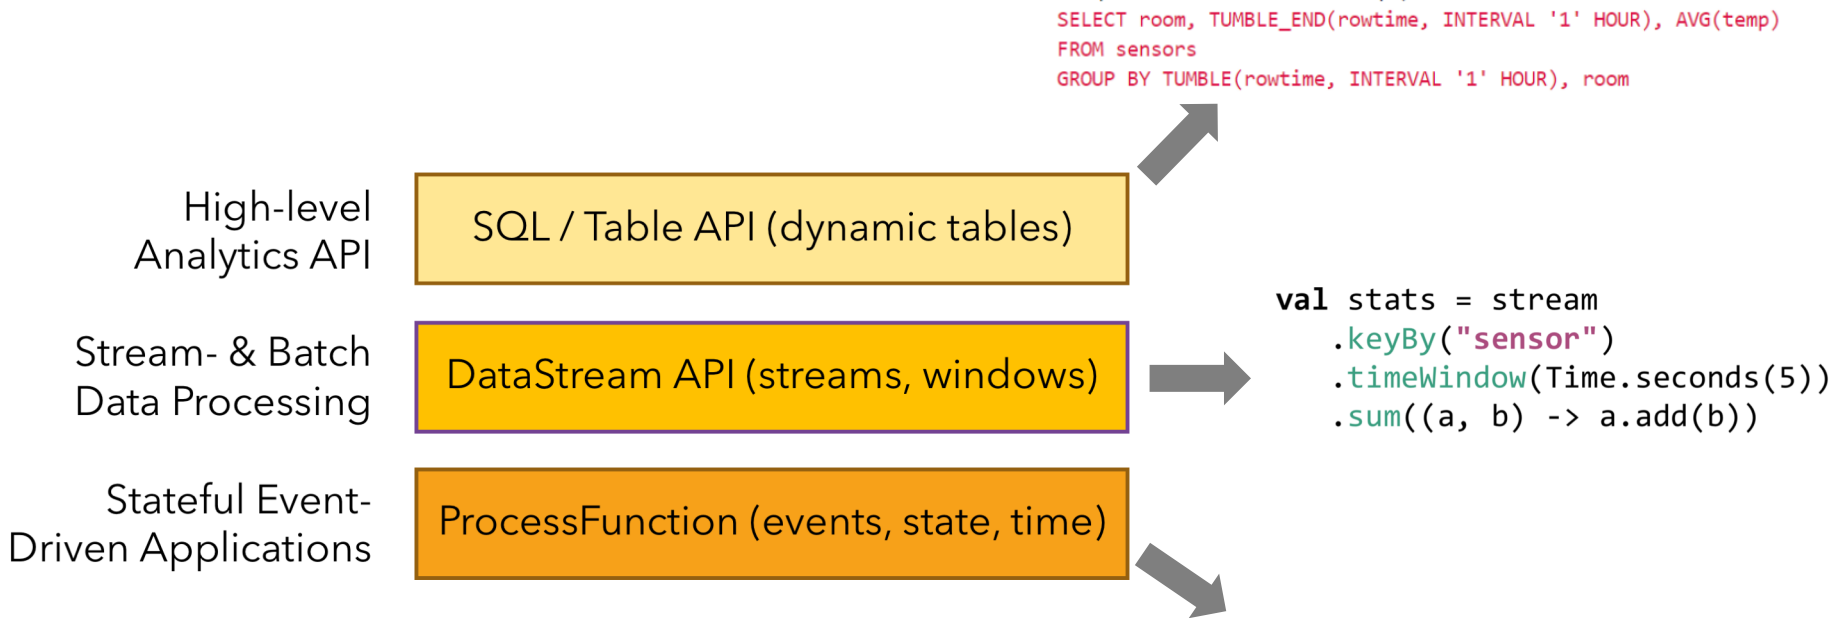 SELECT room, TUMBLE_END(rowtime, INTERVAL '1' HOUR), AVG(temp)
FROM sensors
GROUP BY TUMBLE(rowtime, INTERVAL '1' HOUR), room
High-level
Analytics API
SQL / Table API (dynamic tables)
Stream- & Batch
Data Processing
DataStream API (streams, windows)
val stats = stream
.keyBy("sensor")
.timeWindow(Time.seconds(5))
.sum((a, b) -> a.add(b))
Stateful Event-
Driven Applications
ProcessFunction (events, state, time)